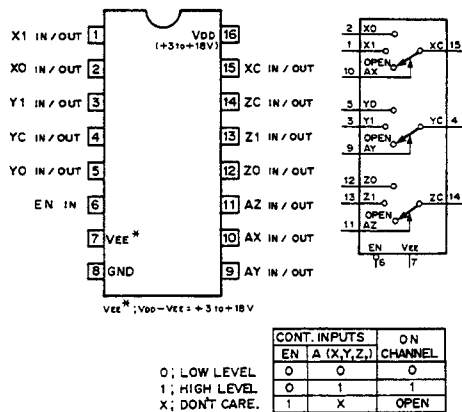 X1 IN/OUT 1
X0 IN/OUT 2
Y1 IN/OUT 3
YC IN/OUT 4
Y0 IN/OUT 5
EN IN 6
7 VEE*
8 GND
VDD 16
(+3 to +18V)
15 XC IN/OUT
14 ZC IN/OUT
13 Z1 IN/OUT
12 Z0 IN/OUT
11 AZ IN/OUT
10 AX IN/OUT
9 AY IN/OUT
VEE*; VDD-VEE = +3 to +18V
2 X0
1 X1 XC 15
OPEN
10 AX
5 Y0
3 Y1 YC 4
OPEN
9 AY
12 Z0
13 Z1 ZC 14
OPEN
11 AZ
EN VEE
6 7
CONT. INPUTS ON CHANNEL
EN A (X,Y,Z,)
0 0 0
0 1 1
1 X OPEN
0; LOW LEVEL
1; HIGH LEVEL
X; DON'T CARE.